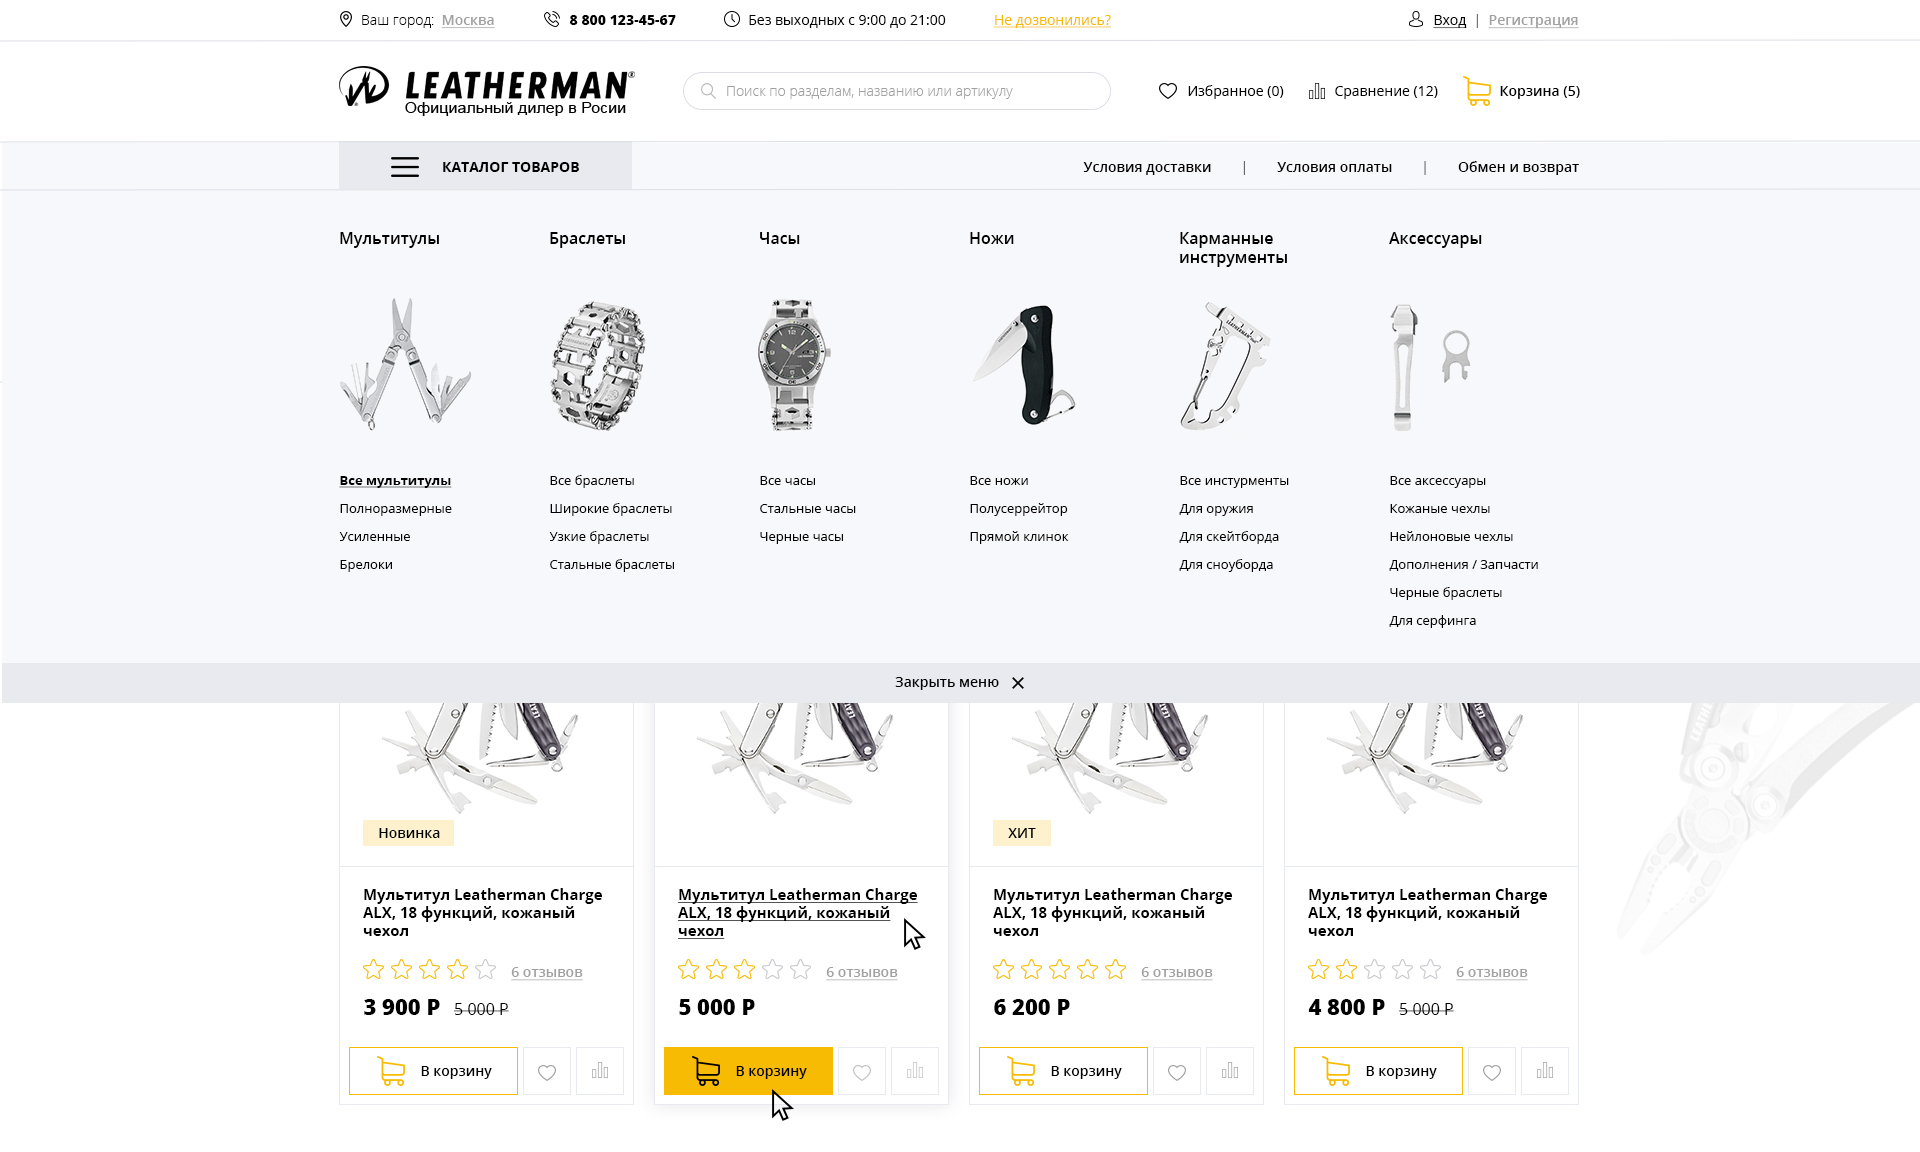 Ваш город: Москва
8 800 123-45-67
Без выходных с 9:00 до 21:00
Не дозвонились?
Вход | Регистрация
LEATHERMAN®
Официальный дилер в Росии
Поиск по разделам, названию или артикулу
Избранное (0)
Сравнение (12)
Корзина (5)
КАТАЛОГ ТОВАРОВ
Условия доставки | Условия оплаты | Обмен и возврат
Мультитулы
Браслеты
Часы
Ножи
Карманные
инструменты
Аксессуары
LEATHERMAN
Все мультитулы
Полноразмерные
Усиленные
Брелоки
Все браслеты
Широкие браслеты
Узкие браслеты
Стальные браслеты
Все часы
Стальные часы
Черные часы
Все ножи
Полусеррейтор
Прямой клинок
Все инстурменты
Для оружия
Для скейтборда
Для сноуборда
Все аксессуары
Кожаные чехлы
Нейлоновые чехлы
Дополнения / Запчасти
Черные браслеты
Для серфинга
Закрыть меню
Новинка
Мультитул Leatherman Charge
ALX, 18 функций, кожаный
чехол
6 отзывов
3 900 Р 5 000 Р
В корзину
Мультитул Leatherman Charge
ALX, 18 функций, кожаный
чехол
6 отзывов
5 000 Р
В корзину
ХИТ
Мультитул Leatherman Charge
ALX, 18 функций, кожаный
чехол
6 отзывов
6 200 Р
В корзину
Мультитул Leatherman Charge
ALX, 18 функций, кожаный
чехол
6 отзывов
4 800 Р 5 000 Р
В корзину